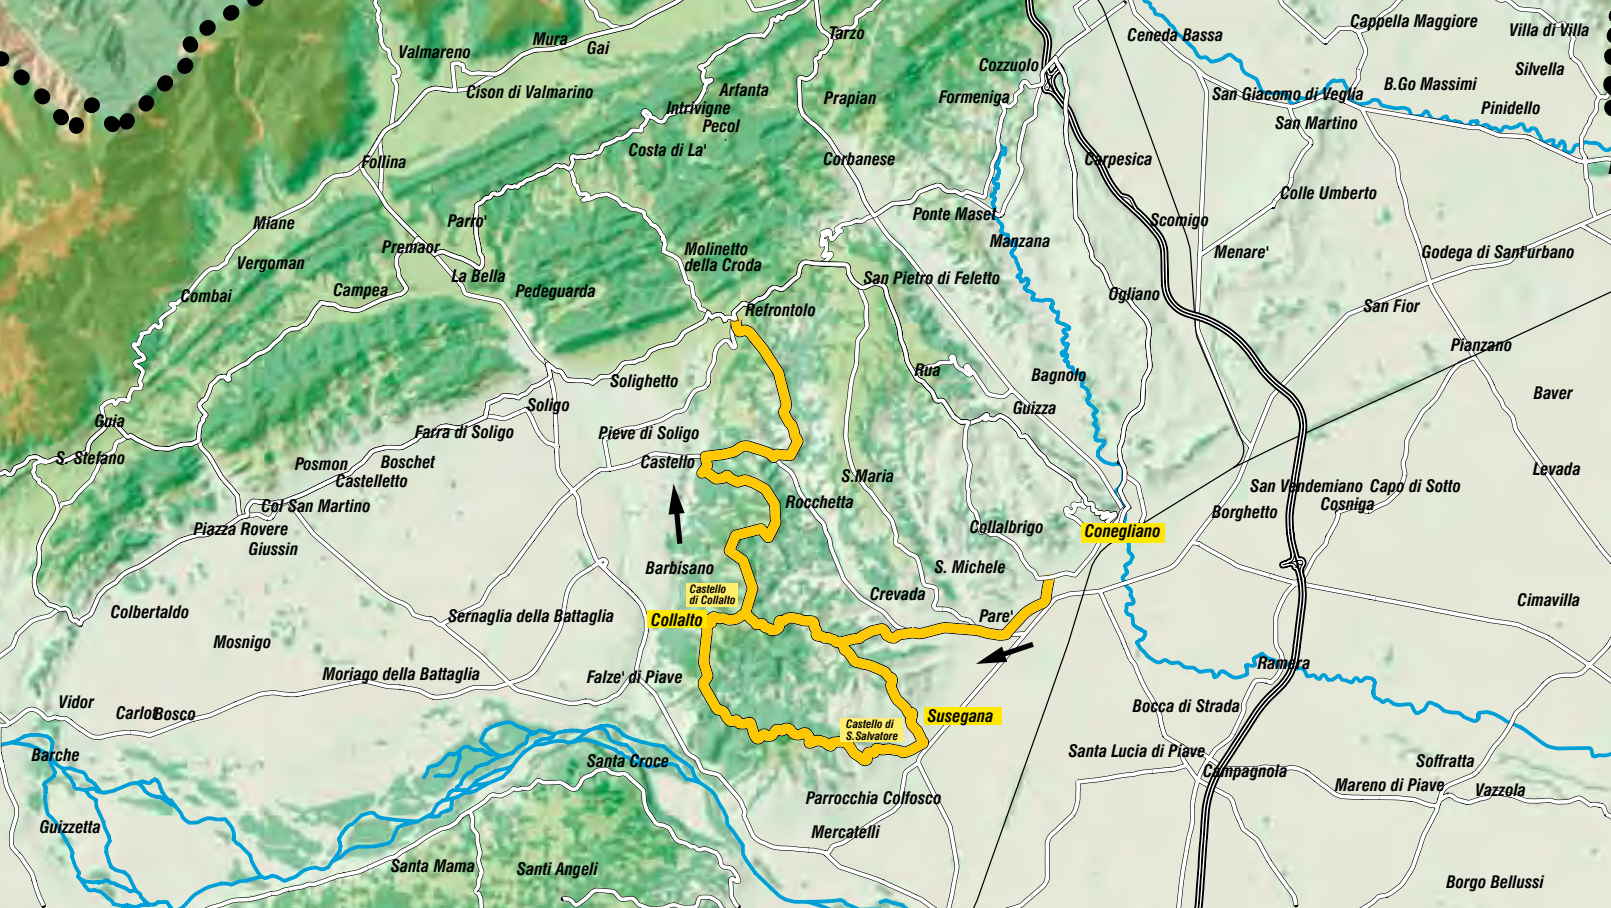 Tarzo
Ceneda Bassa
Cappella Maggiore
Villa di Villa
Mura
Gai
Valmareno
Cozzuolo
Silvella
Cison di Valmarino
Arfanta
Prapian
Formeniga
San Giacomo di Veglia
B.Go Massimi
Pinidello
Intrivigne
Pecol
San Martino
Costa di La'
Follina
Corbanese
Carpesica
Colle Umberto
Miane
Parro'
Ponte Maset
Scomigo
Premaor
Molinetto
della Croda
Manzana
Menare'
Godega di Sant'urbano
Vergoman
La Bella
San Pietro di Feletto
Combai
Campea
Pedeguarda
Ogliano
Refrontolo
San Fior
Pianzano
Solighetto
Rua
Bagnolo
Baver
Guia
Soligo
Guizza
Farra di Soligo
Pieve di Soligo
S. Stefano
Posmon
Boschet
Castello
Levada
Castelletto
S.Maria
San Vendemiano
Capo di Sotto
Col San Martino
Rocchetta
Cosniga
Piazza Rovere
Borghetto
Giussin
Collalbrigo
Conegliano
Barbisano
S. Michele
Castello
di Collalto
Crevada
Colbertaldo
Sernaglia della Battaglia
Collalto
Pare'
Cimavilla
Mosnigo
Moriago della Battaglia
Falze' di Piave
Ramera
Vidor
Carlot
Bosco
Castello di
S.Salvatore
Susegana
Bocca di Strada
Barche
Santa Croce
Santa Lucia di Piave
Soffratta
Campagnola
Mareno di Piave
Vazzola
Parrocchia Colfosco
Guizzetta
Mercatelli
Santa Mama
Santi Angeli
Borgo Bellussi